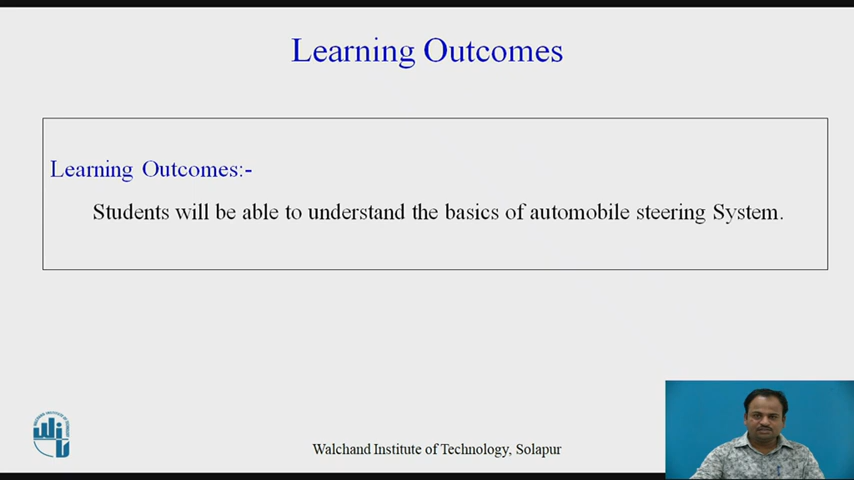 Learning Outcomes
Learning Outcomes:-
Students will be able to understand the basics of automobile steering System.
Walchand Institute of Technology, Solapur